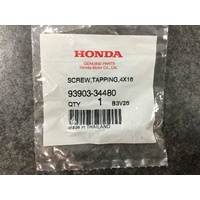 HONDA
GENUINE PARTS
Honda Motor Co., Ltd.
SCREW, TAPPING, 4X16
93903-34480
QTY 1 B3V26
MADE IN THAILAND